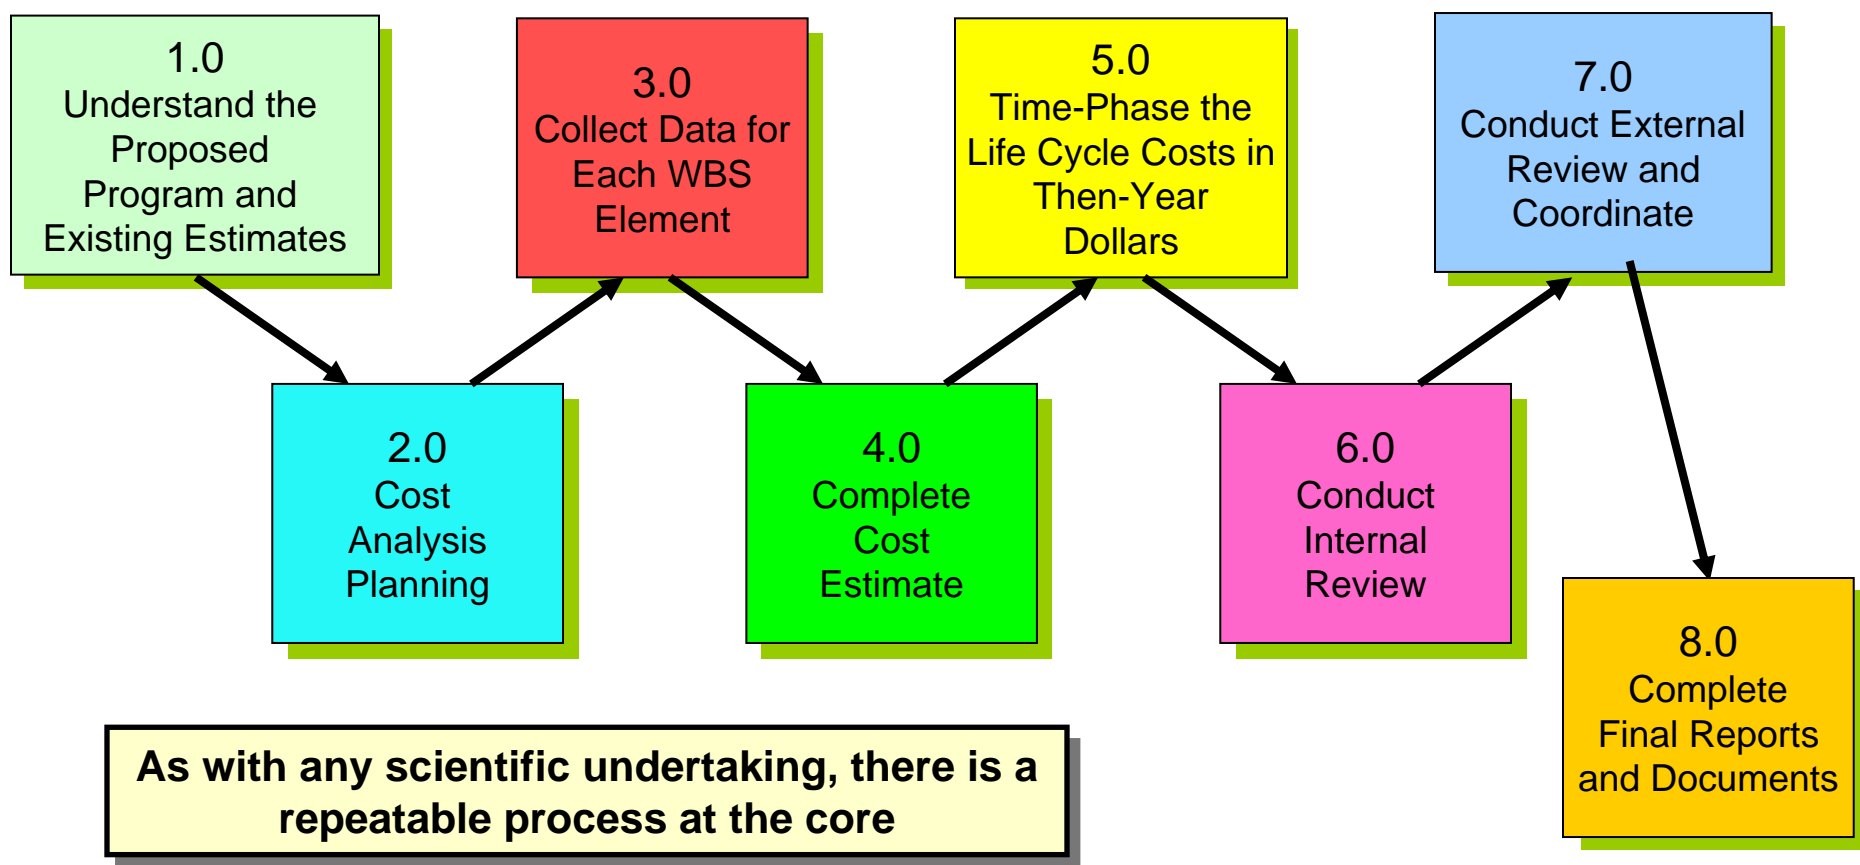 1.0
Understand the
Proposed
Program and
Existing Estimates
2.0
Cost
Analysis
Planning
3.0
Collect Data for
Each WBS
Element
4.0
Complete
Cost
Estimate
5.0
Time-Phase the
Life Cycle Costs in
Then-Year
Dollars
6.0
Conduct
Internal
Review
7.0
Conduct External
Review and
Coordinate
8.0
Complete
Final Reports
and Documents
As with any scientific undertaking, there is a
repeatable process at the core